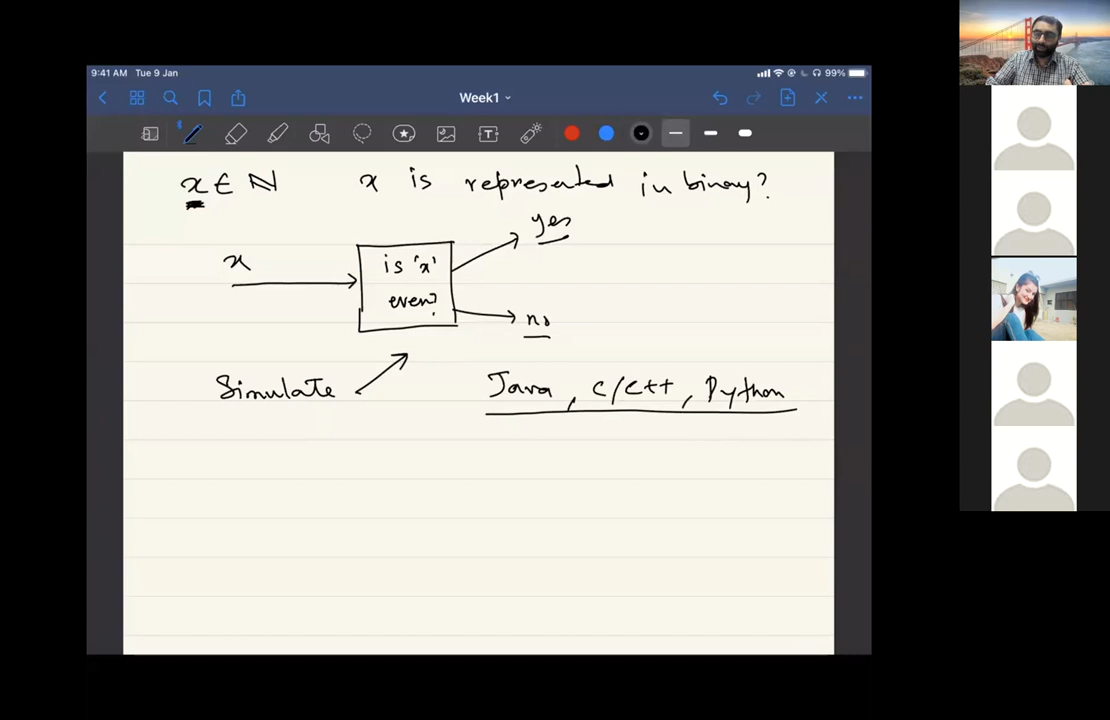 9:41 AM Tue 9 Jan
99%
Week1
T
x ∈ ℕ x is represented in binary?
x
is 'x' even?
yes
no
Simulate
Java, C/C++, Python